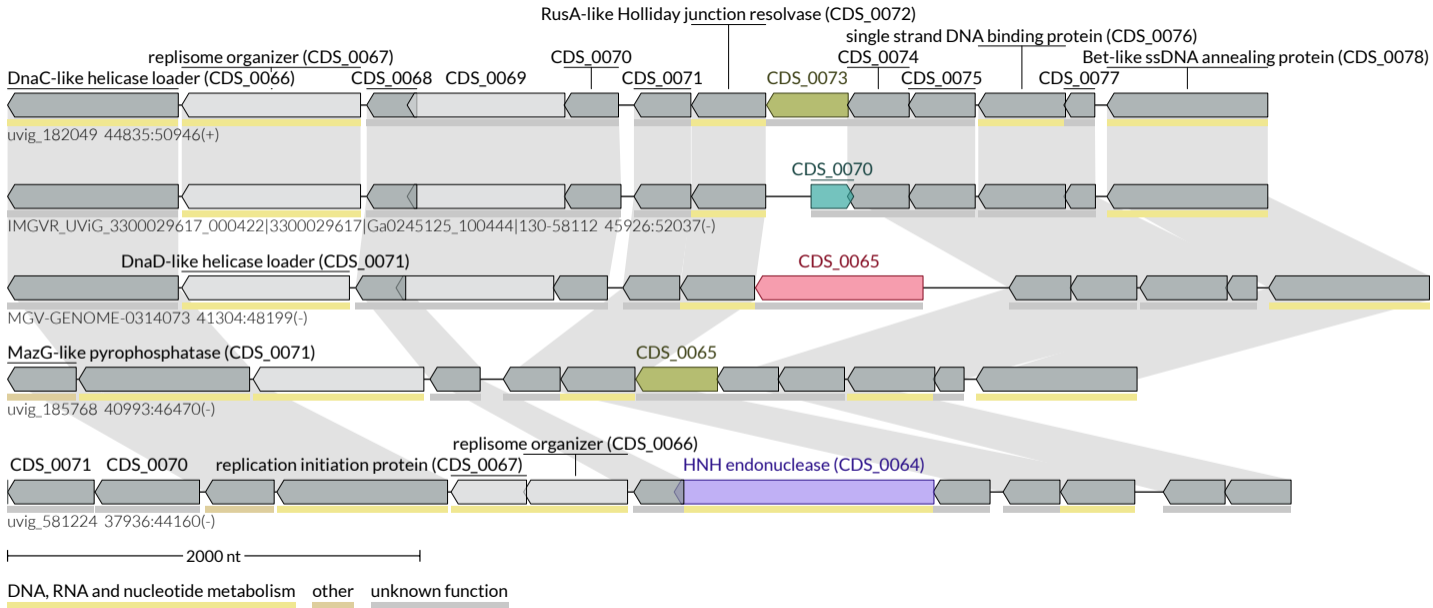 RusA-like Holliday junction resolvase (CDS_0072)
single strand DNA binding protein (CDS_0076)
replisome organizer (CDS_0067)
CDS_0070
CDS_0074
Bet-like ssDNA annealing protein (CDS_0078)
DnaC-like helicase loader (CDS_0066)
CDS_0068
CDS_0069
CDS_0071
CDS_0073
CDS_0075
CDS_0077
uvig_182049 44835:50946(+)
CDS_0070
IMGVR_UViG_3300029617_000422|3300029617|Ga0245125_100444|130-58112 45926:52037(-)
DnaD-like helicase loader (CDS_0071)
CDS_0065
MGV-GENOME-0314073 41304:48199(-)
MazG-like pyrophosphatase (CDS_0071)
CDS_0065
uvig_185768 40993:46470(-)
replisome organizer (CDS_0066)
CDS_0071
CDS_0070
replication initiation protein (CDS_0067)
HNH endonuclease (CDS_0064)
uvig_581224 37936:44160(-)
2000 nt
DNA, RNA and nucleotide metabolism
other
unknown function